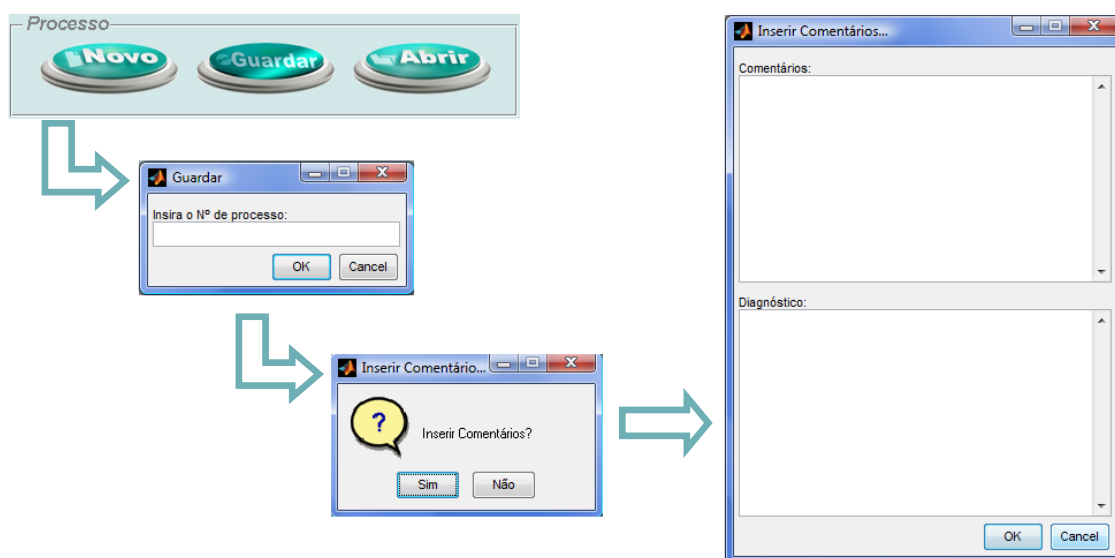 Processo
Novo
Guardar
Abrir
Guardar
Insira o Nº de processo:
OK
Cancel
Inserir Comentário...
?
Inserir Comentários?
Sim
Não
Inserir Comentários...
Comentários:
Diagnóstico:
OK
Cancel